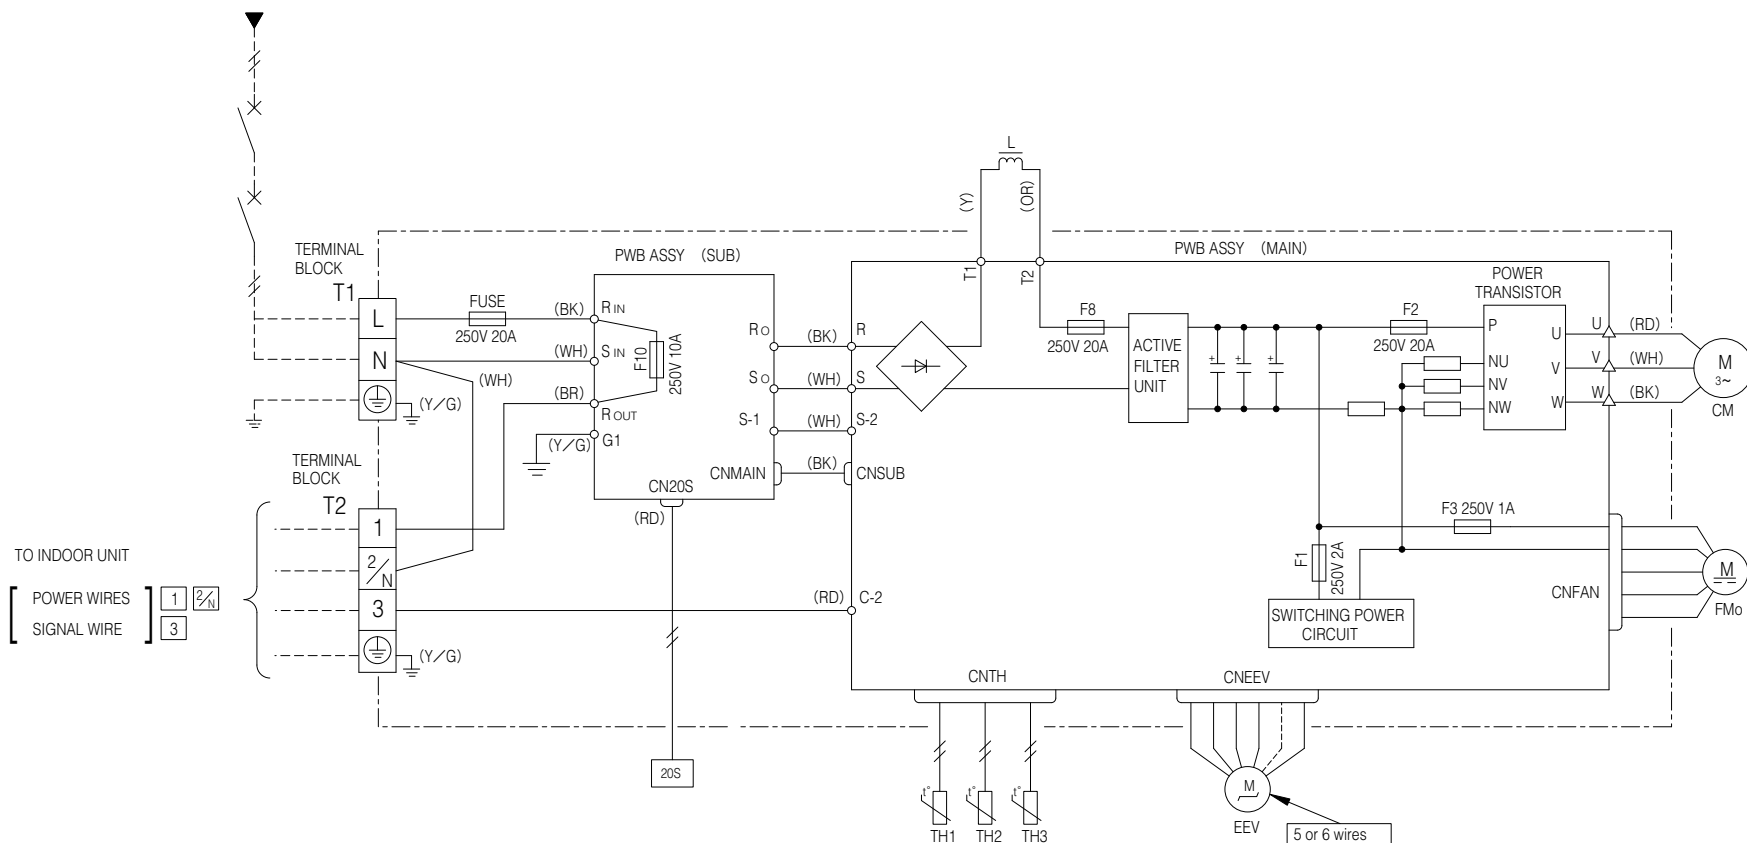 L
(Y)
(OR)
T1
T2
TERMINAL
BLOCK
T1
L
N
FUSE
250V 20A
(BK)
(WH)
(WH)
(BR)
(Y/G)
(Y/G)
PWB ASSY (SUB)
R IN
S IN
R OUT
G1
F10
250V 10A
RO
SO
S-1
CNMAIN
CN20S
(RD)
(BK)
(WH)
(WH)
(BK)
PWB ASSY (MAIN)
R
S
S-2
CNSUB
F8
250V 20A
ACTIVE
FILTER
UNIT
+
+
+
F2
250V 20A
POWER
TRANSISTOR
P
NU
NV
NW
U
V
W
U
V
W
(RD)
(WH)
(BK)
M
3~
CM
TERMINAL
BLOCK
T2
1
2/N
3
(Y/G)
TO INDOOR UNIT
POWER WIRES
1
2/N
SIGNAL WIRE
3
(RD)
C-2
F3 250V 1A
F1
250V 2A
SWITCHING POWER
CIRCUIT
CNFAN
M
FMo
CNTH
CNEEV
20S
t°
t°
t°
TH1
TH2
TH3
M
EEV
5 or 6 wires